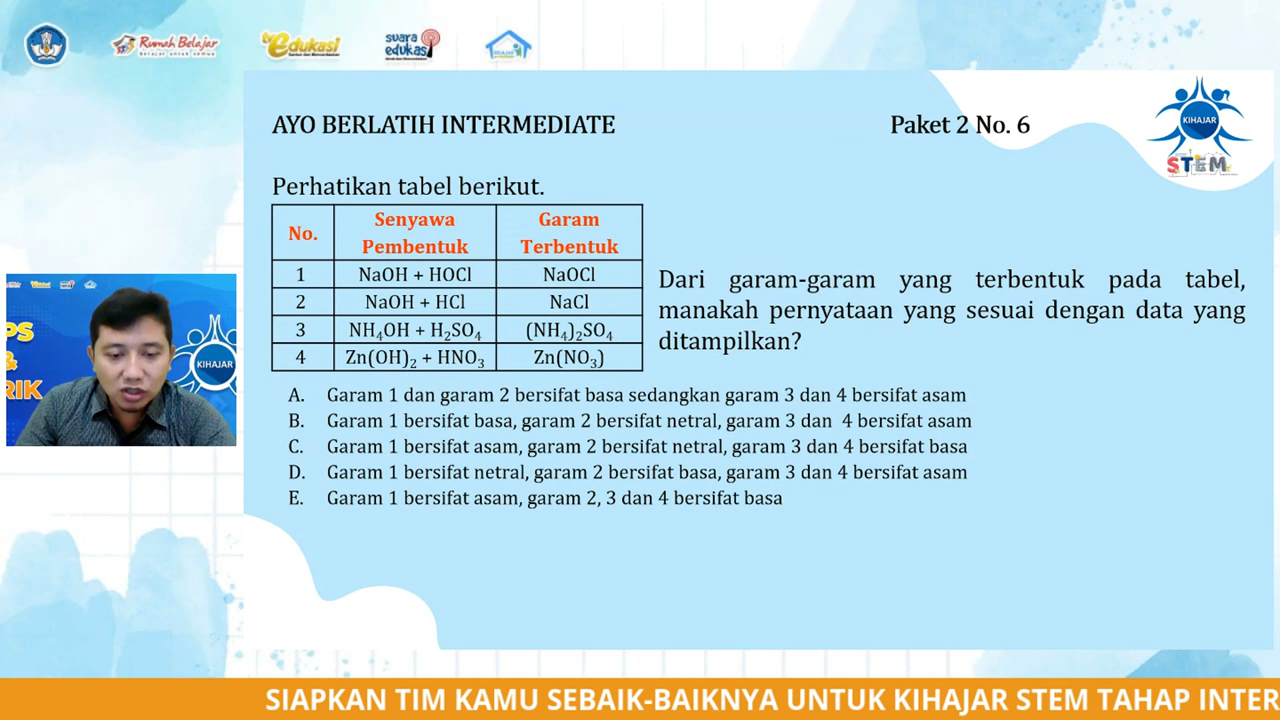 Rumah Belajar
belajar untuk semua
tv edukasi
suara
edukasi
AYO BERLATIH INTERMEDIATE
Paket 2 No. 6
KIHAJAR
STEM
Perhatikan tabel berikut.
No. Senyawa Pembentuk Garam Terbentuk
1 NaOH + HOCl NaOCl
2 NaOH + HCl NaCl
3 NH₄OH + H₂SO₄ (NH₄)₂SO₄
4 Zn(OH)₂ + HNO₃ Zn(NO₃)
Dari garam-garam yang terbentuk pada tabel,
manakah pernyataan yang sesuai dengan data yang
ditampilkan?
A. Garam 1 dan garam 2 bersifat basa sedangkan garam 3 dan 4 bersifat asam
B. Garam 1 bersifat basa, garam 2 bersifat netral, garam 3 dan 4 bersifat asam
C. Garam 1 bersifat asam, garam 2 bersifat netral, garam 3 dan 4 bersifat basa
D. Garam 1 bersifat netral, garam 2 bersifat basa, garam 3 dan 4 bersifat asam
E. Garam 1 bersifat asam, garam 2, 3 dan 4 bersifat basa
PS
&
RIK
KIHAJAR
SIAPKAN TIM KAMU SEBAIK-BAIKNYA UNTUK KIHAJAR STEM TAHAP INTER